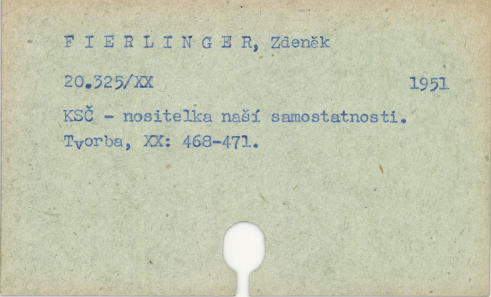 F I E R L I N G E R, Zdeněk
20.325/XX 1951
KSČ - nositelka naší samostatnosti.
Tvorba, XX: 468-471.